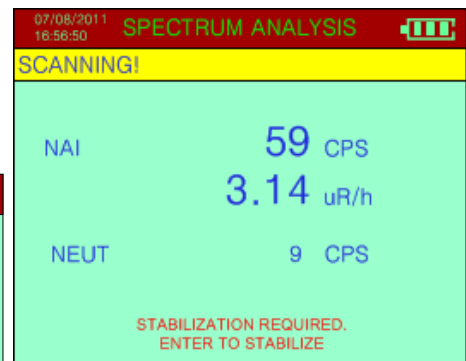 07/08/2011
16:56:50
SPECTRUM ANALYSIS
SCANNING!
NAI 59 CPS
3.14 uR/h
NEUT 9 CPS
STABILIZATION REQUIRED.
ENTER TO STABILIZE